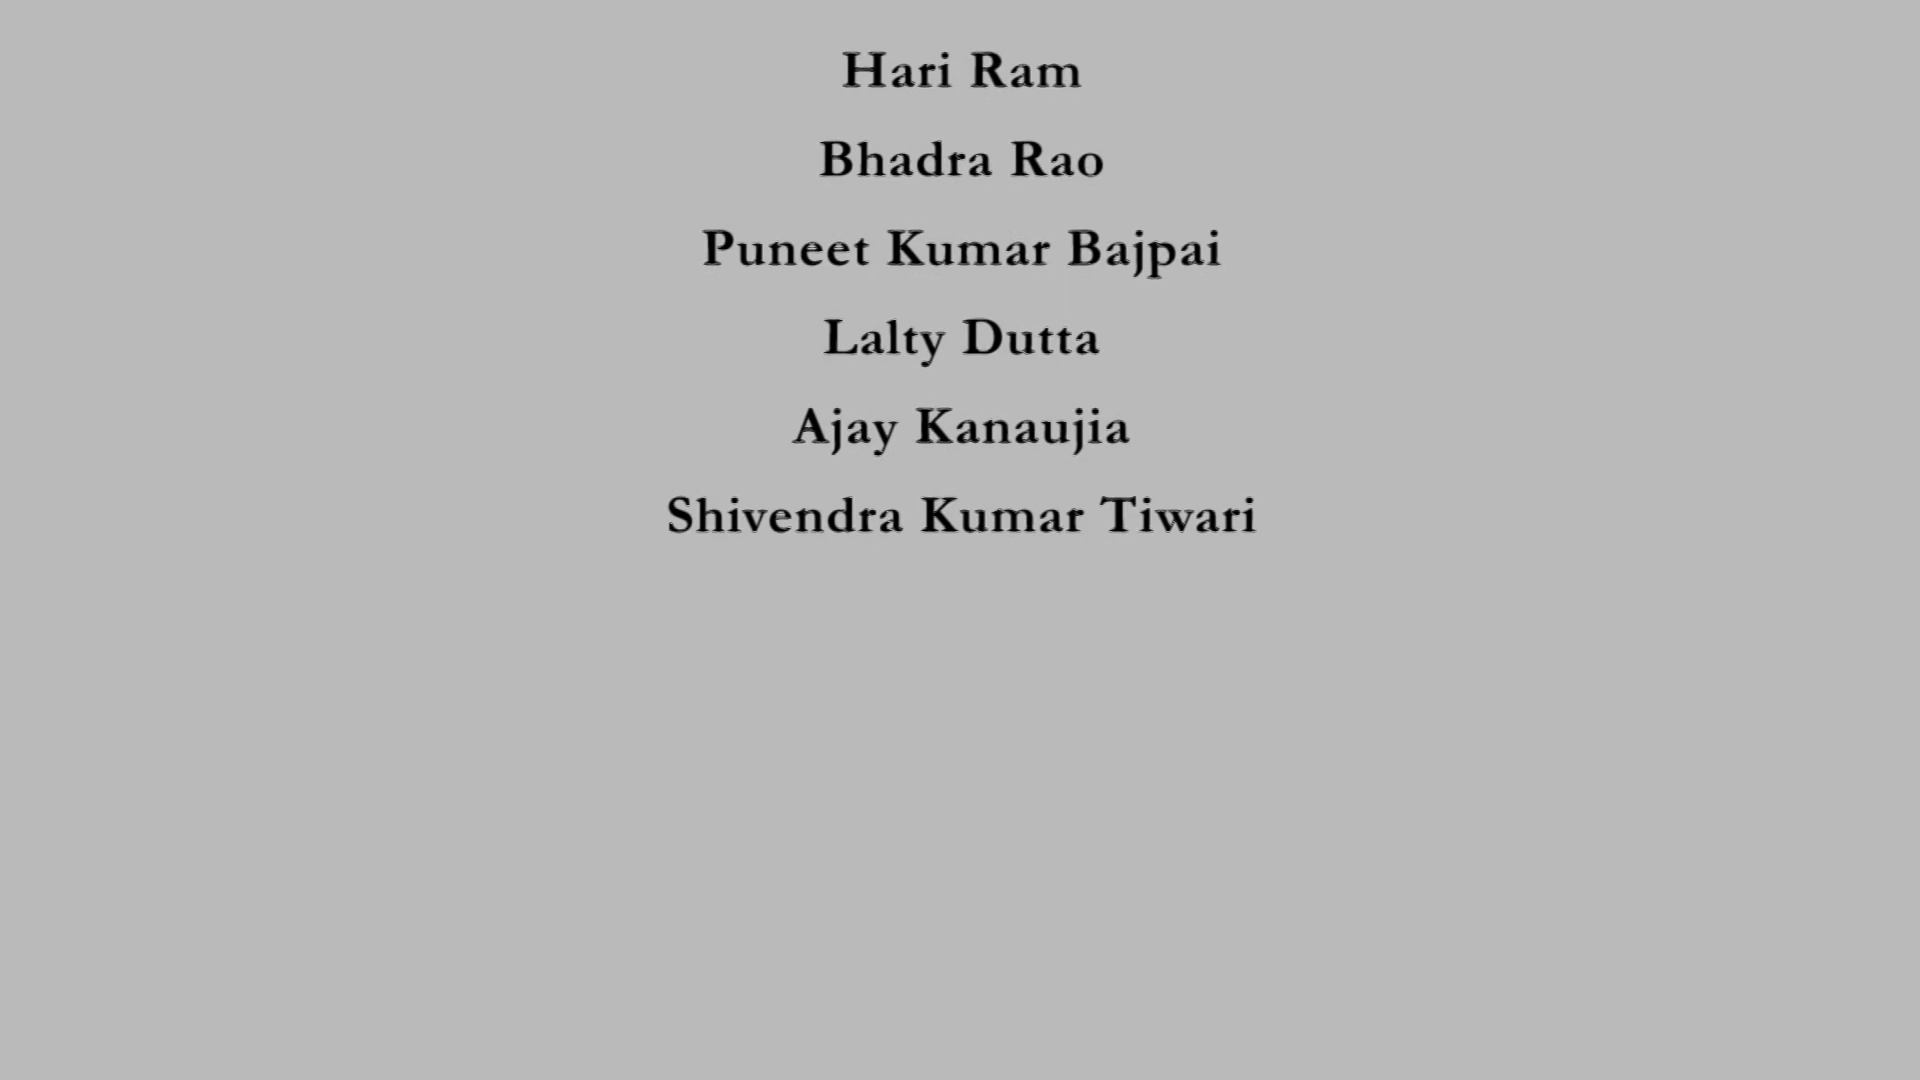 Hari Ram
Bhadra Rao
Puneet Kumar Bajpai
Lalty Dutta
Ajay Kanaujia
Shivendra Kumar Tiwari